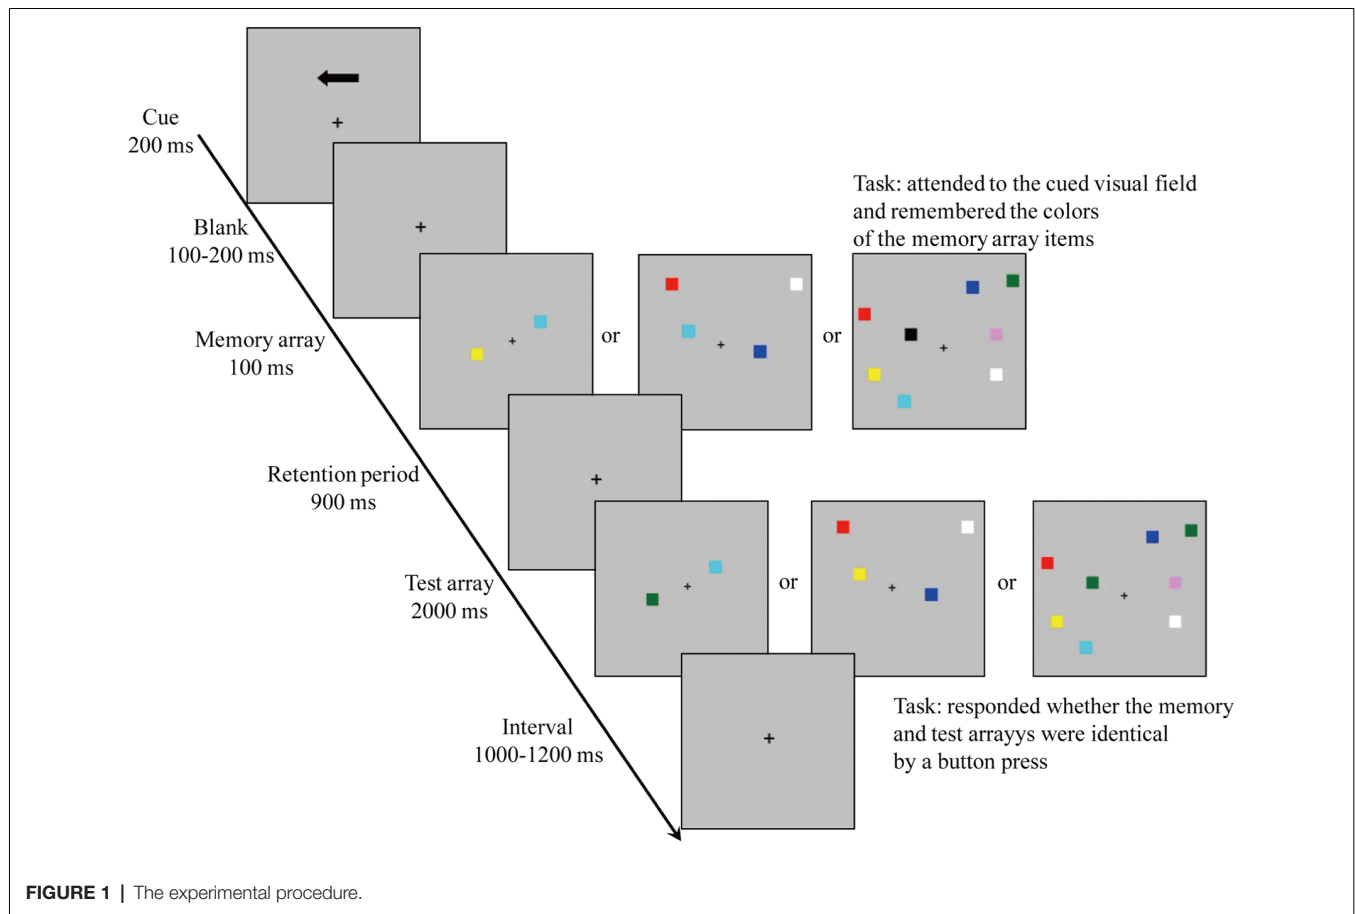 Cue
200 ms
Blank
100-200 ms
Task: attended to the cued visual field
and remembered the colors
of the memory array items
Memory array
100 ms
or
or
Retention period
900 ms
Test array
2000 ms
or
or
Task: responded whether the memory
and test arrayys were identical
by a button press
Interval
1000-1200 ms
FIGURE 1 | The experimental procedure.